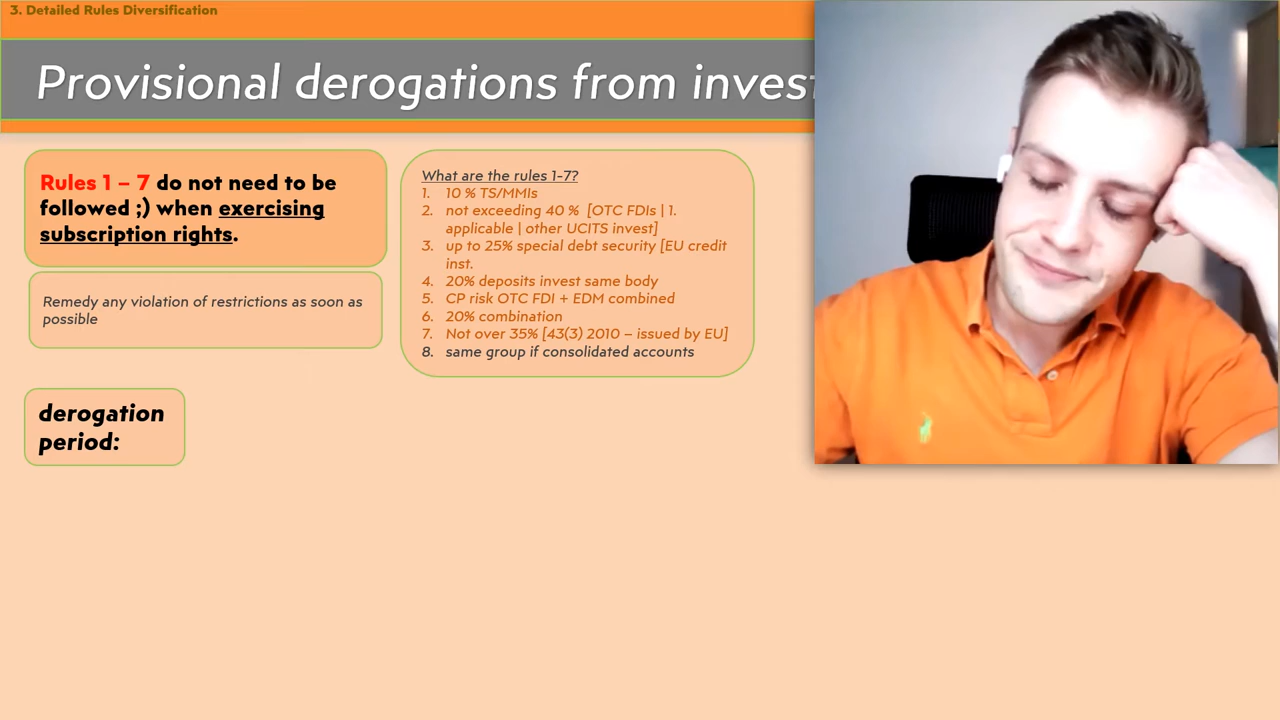 3. Detailed Rules Diversification
Provisional derogations from invest
Rules 1 – 7 do not need to be
followed ;) when exercising
subscription rights.
Remedy any violation of restrictions as soon as
possible
What are the rules 1-7?
1. 10 % TS/MMIs
2. not exceeding 40 % [OTC FDIs | 1.
applicable | other UCITS invest]
3. up to 25% special debt security [EU credit
inst.
4. 20% deposits invest same body
5. CP risk OTC FDI + EDM combined
6. 20% combination
7. Not over 35% [43(3) 2010 – issued by EU]
8. same group if consolidated accounts
derogation
period: